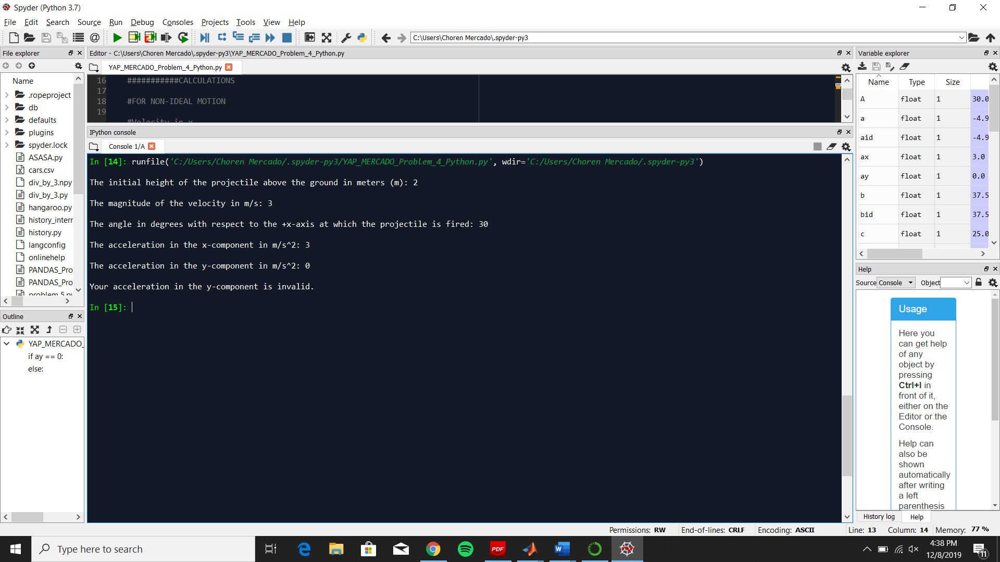 Spyder (Python 3.7)
File Edit Search Source Run Debug Consoles Projects Tools View Help
C:\Users\Choren Mercado\.spyder-py3
File explorer
Name
.ropeproject
db
defaults
plugins
spyder.lock
ASASA.py
cars.csv
div_by_3.npy
div_by_3.py
hangaroo.py
history_interr
history.py
langconfig
onlinehelp
PANDAS_Pro
PANDAS_Pro
problem 5.py
Outline
YAP_MERCADO_
if ay == 0:
else:
Editor - C:\Users\Choren Mercado\.spyder-py3\YAP_MERCADO_Problem_4_Python.py
YAP_MERCADO_Problem_4_Python.py
16 ###########CALCULATIONS
17
18 #FOR NON-IDEAL MOTION
19
#Velocity in x
IPython console
Console 1/A
In [14]: runfile('C:/Users/Choren Mercado/.spyder-py3/YAP_MERCADO_Problem_4_Python.py', wdir='C:/Users/Choren Mercado/.spyder-py3')
The initial height of the projectile above the ground in meters (m): 2
The magnitude of the velocity in m/s: 3
The angle in degrees with respect to the +x-axis at which the projectile is fired: 30
The acceleration in the x-component in m/s^2: 3
The acceleration in the y-component in m/s^2: 0
Your acceleration in the y-component is invalid.
In [15]:
Variable explorer
Name Type Size
A float 1 30.0
a float 1 -4.9
aid float 1 -4.9
ax float 1 3.0
ay float 1 0.0
b float 1 37.5
bid float 1 37.5
c float 1 25.0
Help
Source Console Object
Usage
Here you
can get help
of any
object by
pressing
Ctrl+I in
front of it,
either on the
Editor or the
Console.
Help can
also be
shown
automatically
after writing
a left
parenthesis
History log Help
Permissions: RW End-of-lines: CRLF Encoding: ASCII Line: 13 Column: 14 Memory: 77 %
Type here to search
PDF
4:38 PM
12/8/2019
11